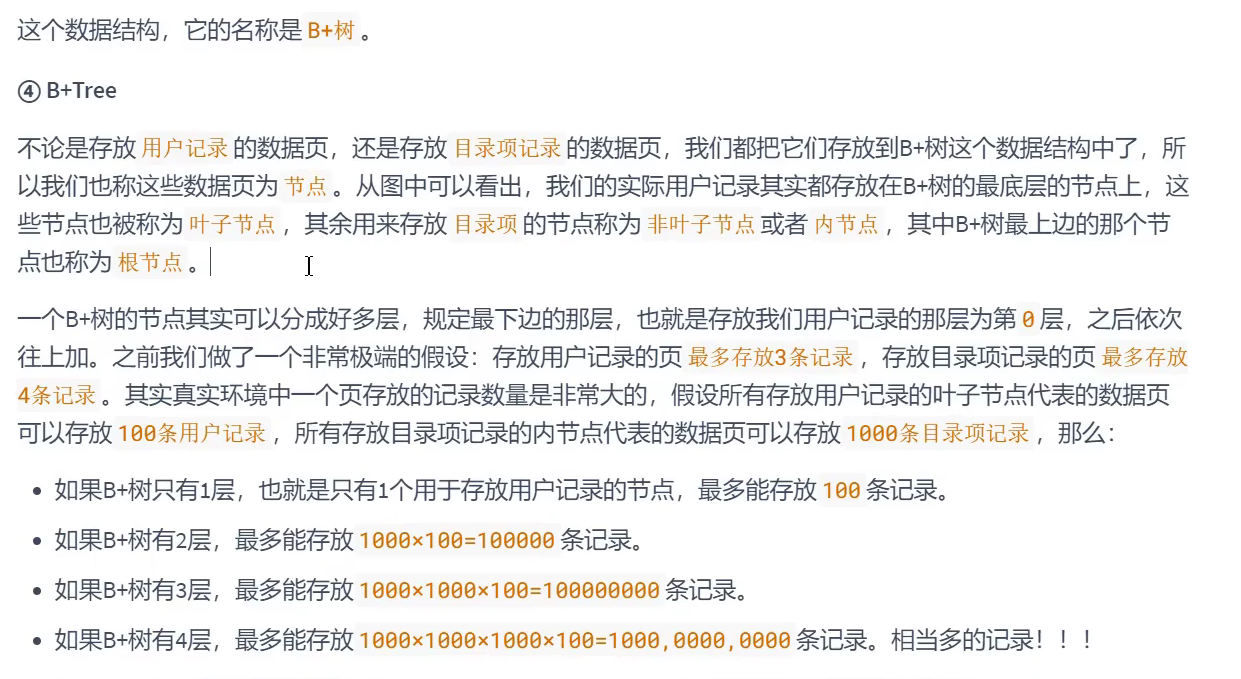 这个数据结构，它的名称是 B+树 。
④ B+Tree
不论是存放 用户记录 的数据页，还是存放 目录项记录 的数据页，我们都把它们存放到B+树这个数据结构中了，所
以我们也称这些数据页为 节点 。从图中可以看出，我们的实际用户记录其实都存放在B+树的最底层的节点上，这
些节点也被称为 叶子节点 ，其余用来存放 目录项 的节点称为 非叶子节点 或者 内节点 ，其中B+树最上边的那个节
点也称为 根节点 。
一个B+树的节点其实可以分成好多层，规定最下边的那层，也就是存放我们用户记录的那层为第 0 层，之后依次
往上加。之前我们做了一个非常极端的假设：存放用户记录的页 最多存放3条记录 ，存放目录项记录的页 最多存放
4条记录 。其实真实环境中一个页存放的记录数量是非常大的，假设所有存放用户记录的叶子节点代表的数据页
可以存放 100条用户记录 ，所有存放目录项记录的内节点代表的数据页可以存放 1000条目录项记录 ，那么：
• 如果B+树只有1层，也就是只有1个用于存放用户记录的节点，最多能存放 100 条记录。
• 如果B+树有2层，最多能存放 1000×100=100000 条记录。
• 如果B+树有3层，最多能存放 1000×1000×100=100000000 条记录。
• 如果B+树有4层，最多能存放 1000×1000×1000×100=1000,0000,0000 条记录。相当多的记录！！！